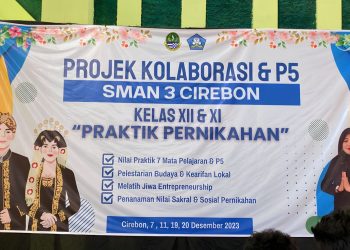 PROJEK KOLABORASI & P5
SMAN 3 CIREBON
KELAS XII & XI
“PRAKTIK PERNIKAHAN”
Nilai Praktik 7 Mata Pelajaran & P5
Pelestarian Budaya & Kearifan Lokal
Melatih Jiwa Entrepreneurship
Penanaman Nilai Sakral & Sosial Pernikahan
Cirebon, 7, 11, 19, 20 Desember 2023